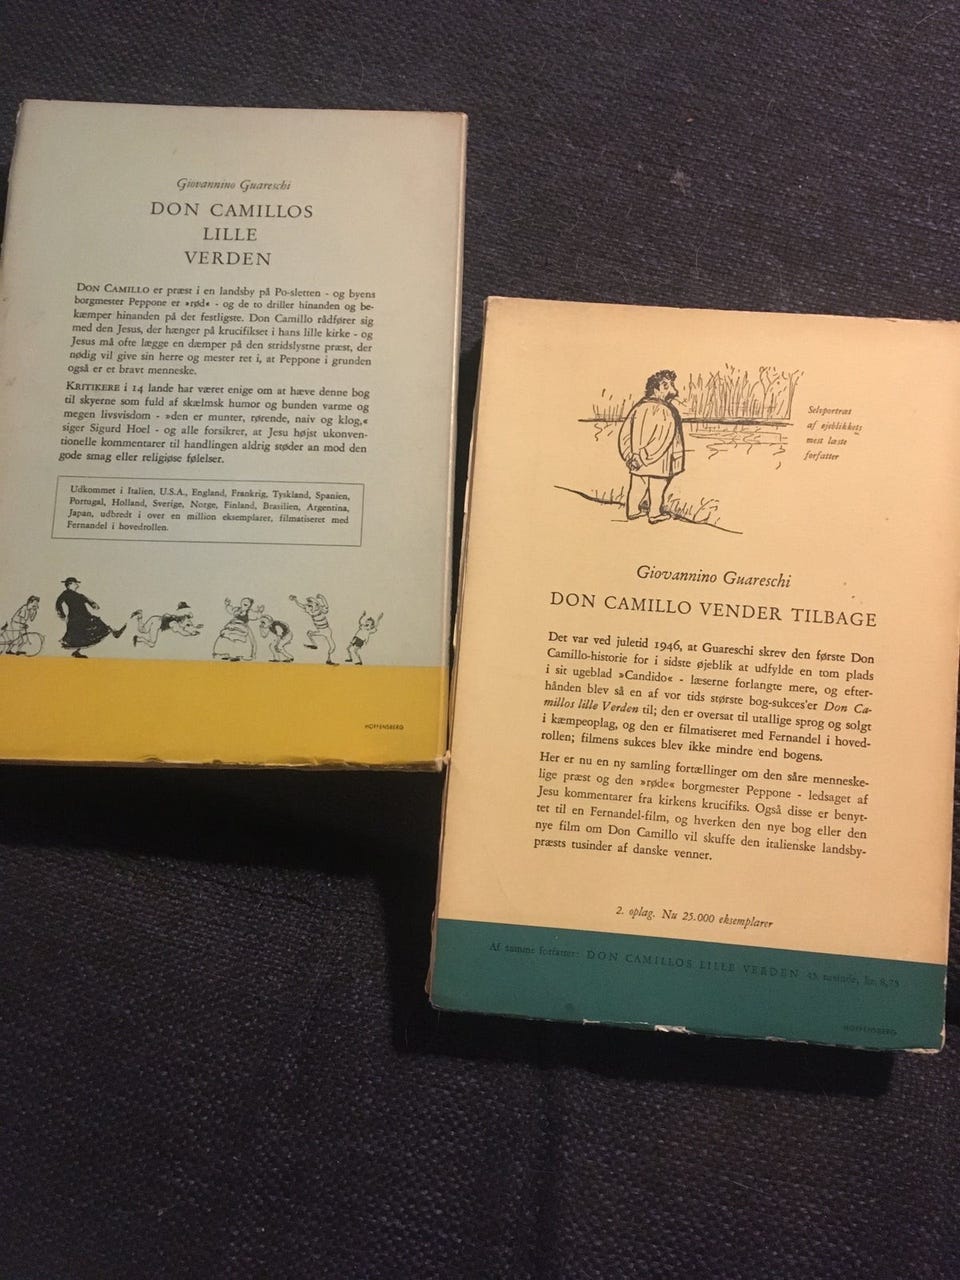 Giovannino Guareschi
DON CAMILLOS
LILLE
VERDEN
DON CAMILLO er præst i en landsby på Po-sletten - og byens
borgmester Peppone er »rød« - og de to driller hinanden og be-
kæmper hinanden på det festligste. Don Camillo rådfører sig
med den Jesus, der hænger på krucifikset i hans lille kirke - og
Jesus må ofte lægge en dæmper på den stridslystne præst, der
nødig vil give sin herre og mester ret i, at Peppone i grunden
også er et bravt menneske.
KRITIKERE i 14 lande har været enige om at hæve denne bog
til skyerne som fuld af skælmsk humor og bunden varme og
megen livsvisdom - »den er munter, rørende, naiv og klog,«
siger Sigurd Hoel - og alle forsikrer, at Jesu højst ukonven-
tionelle kommentarer til handlingen aldrig støder an mod den
gode smag eller religiøse følelser.
Udkommet i Italien, U.S.A., England, Frankrig, Tyskland, Spanien,
Portugal, Holland, Sverige, Norge, Finland, Brasilien, Argentina,
Japan, udbredt i over en million eksemplarer, filmatiseret med
Fernandel i hovedrollen.
HOFFENSBERG
Selvportræt
af øjeblikkets
mest læste
forfatter
Giovannino Guareschi
DON CAMILLO VENDER TILBAGE
Det var ved juletid 1946, at Guareschi skrev den første Don
Camillo-historie for i sidste øjeblik at udfylde en tom plads
i sit ugeblad »Candido« - læserne forlangte mere, og efter-
hånden blev så en af vor tids største bog-sukces'er Don Ca-
millos lille Verden til; den er oversat til utallige sprog og solgt
i kæmpeoplag, og den er filmatiseret med Fernandel i hoved-
rollen; filmens sukces blev ikke mindre end bogens.
Her er nu en ny samling fortællinger om den såre menneske-
lige præst og den »røde« borgmester Peppone - ledsaget af
Jesu kommentarer fra kirkens krucifiks. Også disse er benyt-
tet til en Fernandel-film, og hverken den nye bog eller den
nye film om Don Camillo vil skuffe den italienske landsby-
præsts tusinder af danske venner.
2. oplag. Nu 25.000 eksemplarer
Af samme forfatter: DON CAMILLOS LILLE VERDEN 45. tusinde, kr. 8,75
HOFFENSBERG